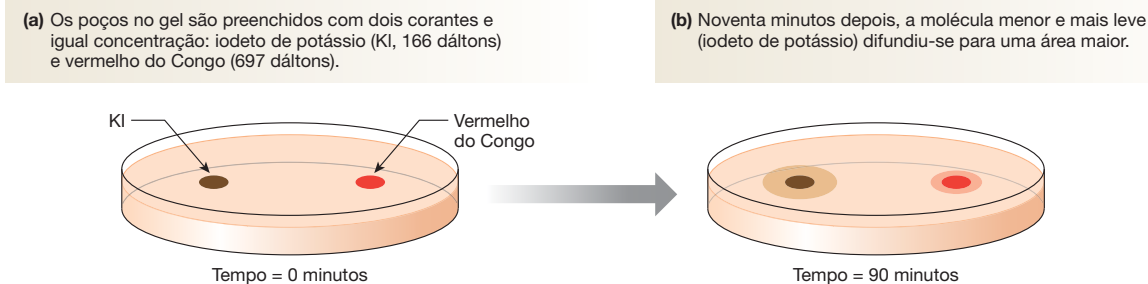 (a) Os poços no gel são preenchidos com dois corantes e
igual concentração: iodeto de potássio (KI, 166 dáltons)
e vermelho do Congo (697 dáltons).
(b) Noventa minutos depois, a molécula menor e mais leve
(iodeto de potássio) difundiu-se para uma área maior.
KI
Vermelho
do Congo
Tempo = 0 minutos
Tempo = 90 minutos